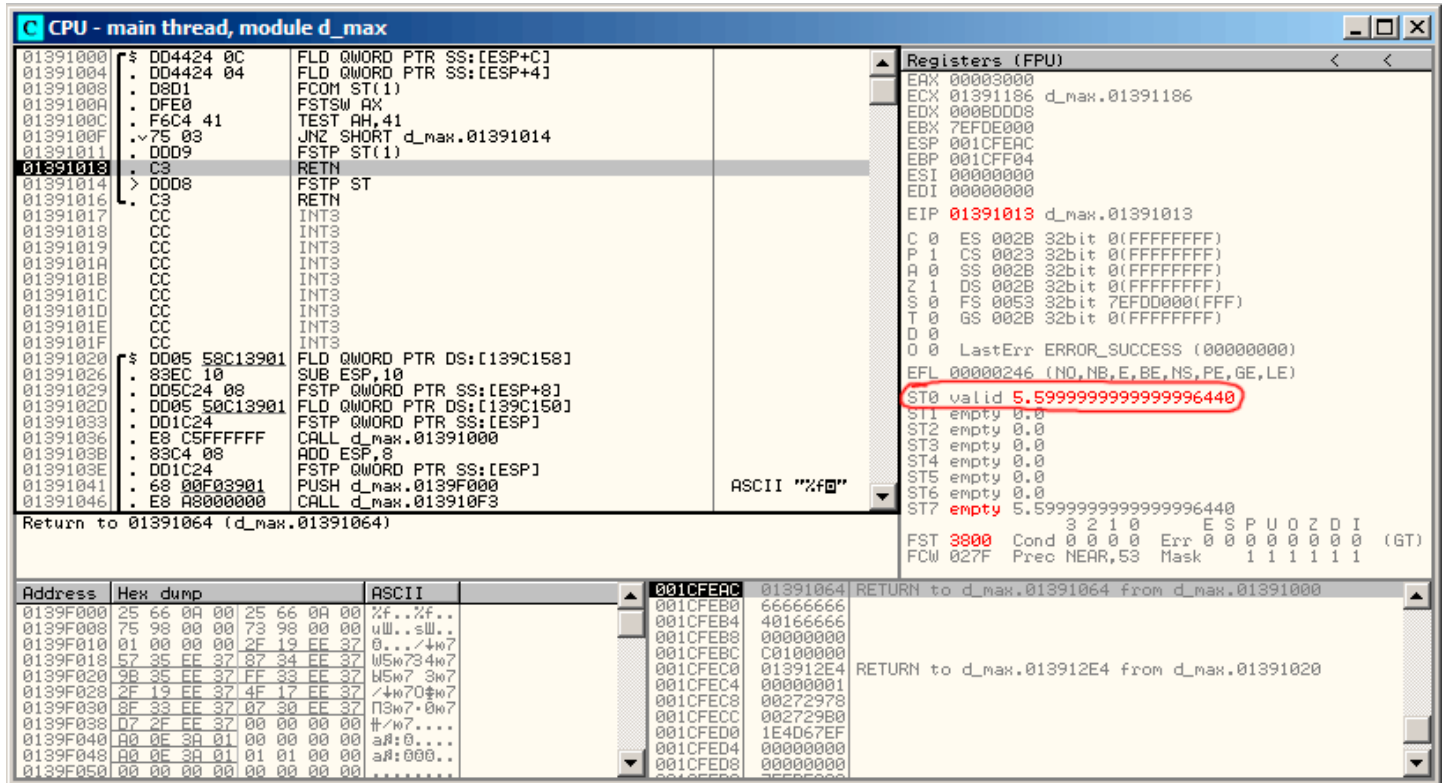 C CPU - main thread, module d_max
01391000 $ DD4424 0C FLD QWORD PTR SS:[ESP+C]
01391004 . DD4424 04 FLD QWORD PTR SS:[ESP+4]
01391008 . D8D1 FCOM ST(1)
0139100A . DFE0 FSTSW AX
0139100C . F6C4 41 TEST AH,41
0139100F . 75 03 JNZ SHORT d_max.01391014
01391011 . DDD9 FSTP ST(1)
01391013 . C3 RETN
01391014 > DDD8 FSTP ST
01391016 . C3 RETN
01391017 CC INT3
01391018 CC INT3
01391019 CC INT3
0139101A CC INT3
0139101B CC INT3
0139101C CC INT3
0139101D CC INT3
0139101E CC INT3
0139101F CC INT3
01391020 $ DD05 58C13901 FLD QWORD PTR DS:[139C158]
01391026 . 83EC 10 SUB ESP,10
01391029 . DD5C24 08 FSTP QWORD PTR SS:[ESP+8]
0139102D . DD05 50C13901 FLD QWORD PTR DS:[139C150]
01391033 . DD1C24 FSTP QWORD PTR SS:[ESP]
01391036 . E8 C5FFFFFF CALL d_max.01391000
0139103B . 83C4 08 ADD ESP,8
0139103E . DD1C24 FSTP QWORD PTR SS:[ESP]
01391041 . 68 00F03901 PUSH d_max.0139F000 ASCII "%f◙"
01391046 . E8 A8000000 CALL d_max.013910F3
Return to 01391064 (d_max.01391064)
Registers (FPU) < <
EAX 00003000
ECX 01391186 d_max.01391186
EDX 000BDDD8
EBX 7EFDE000
ESP 001CFEAC
EBP 001CFF04
ESI 00000000
EDI 00000000
EIP 01391013 d_max.01391013
C 0 ES 002B 32bit 0(FFFFFFFF)
P 1 CS 0023 32bit 0(FFFFFFFF)
A 0 SS 002B 32bit 0(FFFFFFFF)
Z 1 DS 002B 32bit 0(FFFFFFFF)
S 0 FS 0053 32bit 7EFDD000(FFF)
T 0 GS 002B 32bit 0(FFFFFFFF)
D 0
O 0 LastErr ERROR_SUCCESS (00000000)
EFL 00000246 (NO,NB,E,BE,NS,PE,GE,LE)
ST0 valid 5.5999999999999996440
ST1 empty 0.0
ST2 empty 0.0
ST3 empty 0.0
ST4 empty 0.0
ST5 empty 0.0
ST6 empty 0.0
ST7 empty 5.5999999999999996440
3 2 1 0 E S P U O Z D I
FST 3800 Cond 0 0 0 0 Err 0 0 0 0 0 0 0 0 (GT)
FCW 027F Prec NEAR,53 Mask 1 1 1 1 1 1
Address Hex dump ASCII
0139F000 25 66 0A 00 25 66 0A 00 %f..%f..
0139F008 75 98 00 00 73 98 00 00 uШ..sШ..
0139F010 01 00 00 00 2F 19 EE 37
0139F018 57 35 EE 37 87 34 EE 37 W5ю7З4ю7
0139F020 9B 35 EE 37 FF 33 EE 37 Ы5ю7 3ю7
0139F028 2F 19 EE 37 4F 17 EE 37
0139F030 8F 33 EE 37 07 30 EE 37 П3ю7•0ю7
0139F038 D7 2F EE 37 00 00 00 00 ╫/ю7....
0139F040 A0 0E 3A 01 00 00 00 00
0139F048 A0 0E 3A 01 01 01 00 00
0139F050 00 00 00 00 00 00 00 00 ........
001CFEAC 01391064 RETURN to d_max.01391064 from d_max.01391000
001CFEB0 66666666
001CFEB4 40166666
001CFEB8 00000000
001CFEBC C0100000
001CFEC0 013912E4 RETURN to d_max.013912E4 from d_max.01391020
001CFEC4 00000001
001CFEC8 00272978
001CFECC 002729B0
001CFED0 1E4D67EF
001CFED4 00000000
001CFED8 00000000